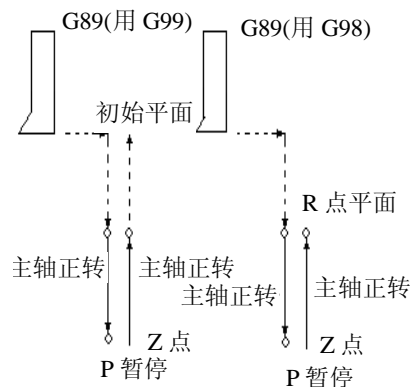 G89(用 G99)
G89(用 G98)
初始平面
R 点平面
主轴正转
主轴正转
主轴正转
主轴正转
Z 点
Z 点
P 暂停
P 暂停